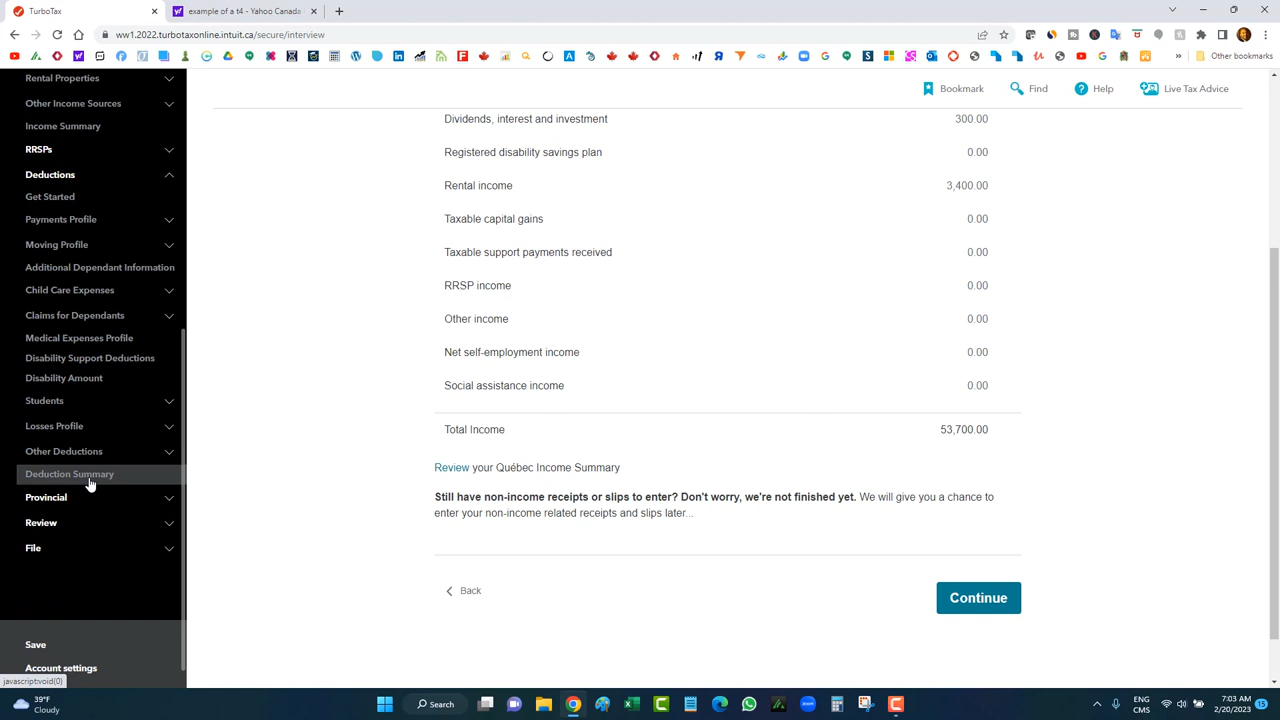 TurboTax
example of a t4 - Yahoo Canada
ww1.2022.turbotaxonline.intuit.ca/secure/interview
Other bookmarks
Bookmark
Find
Help
Live Tax Advice
Rental Properties
Other Income Sources
Income Summary
RRSPs
Deductions
Get Started
Payments Profile
Moving Profile
Additional Dependant Information
Child Care Expenses
Claims for Dependants
Medical Expenses Profile
Disability Support Deductions
Disability Amount
Students
Losses Profile
Other Deductions
Deduction Summary
Provincial
Review
File
Save
Account settings
javascript:void(0)
Dividends, interest and investment 300.00
Registered disability savings plan 0.00
Rental income 3,400.00
Taxable capital gains 0.00
Taxable support payments received 0.00
RRSP income 0.00
Other income 0.00
Net self-employment income 0.00
Social assistance income 0.00
Total Income 53,700.00
Review your Québec Income Summary
Still have non-income receipts or slips to enter? Don't worry, we're not finished yet. We will give you a chance to
enter your non-income related receipts and slips later...
Back
Continue
39°F
Cloudy
Search
ENG
CMS
7:03 AM
2/20/2023
15